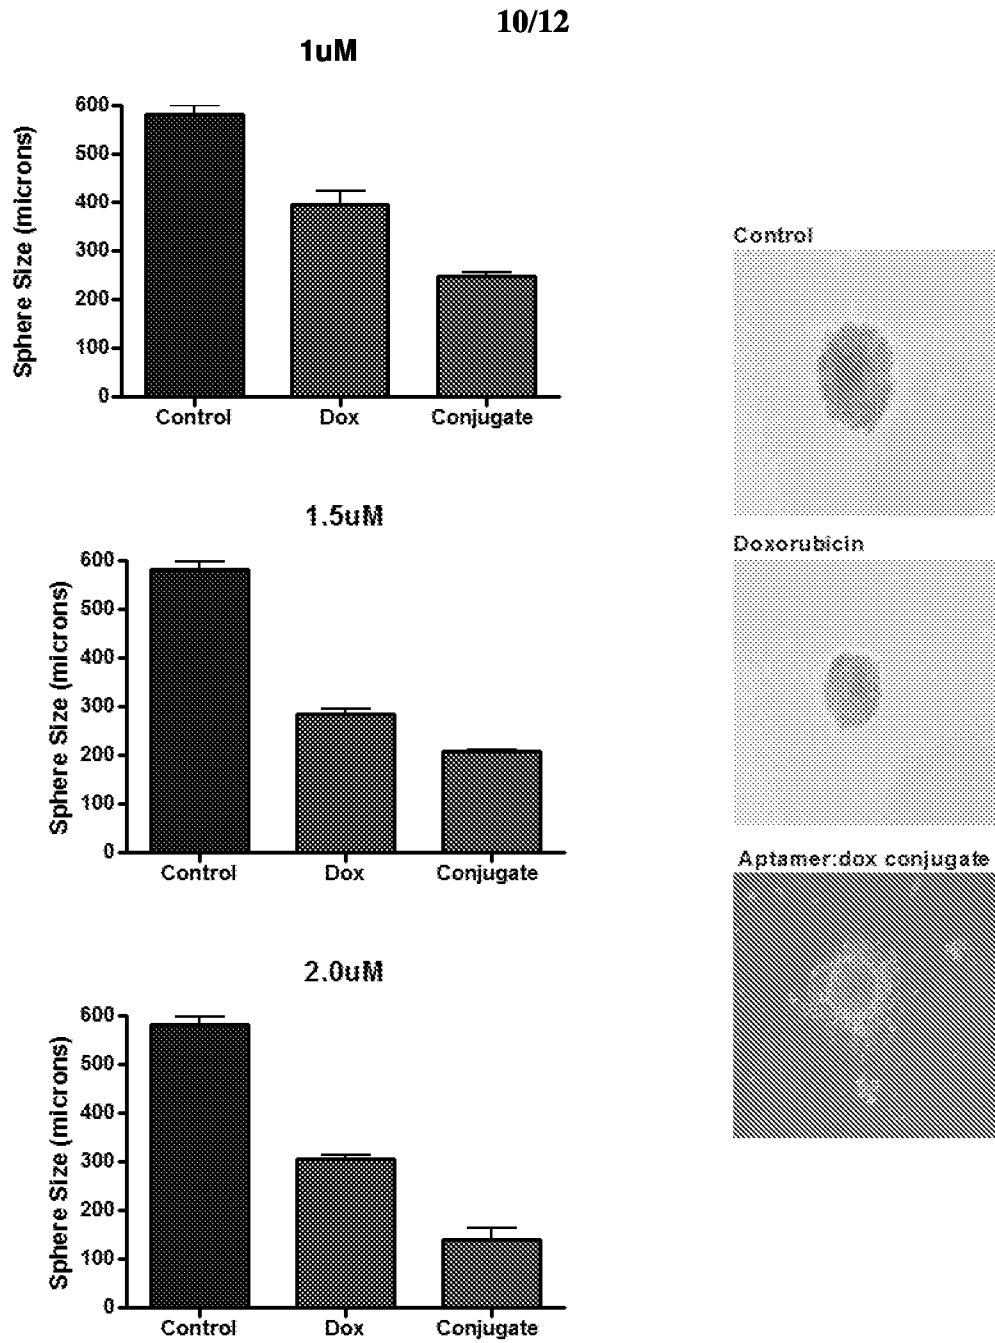 10/12
1uM
Sphere Size (microns)
600
500
400
300
200
100
0
Control Dox Conjugate
1.5uM
Sphere Size (microns)
600
500
400
300
200
100
0
Control Dox Conjugate
2.0uM
Sphere Size (microns)
600
500
400
300
200
100
0
Control Dox Conjugate
Control
Doxorubicin
Aptamer:dox conjugate